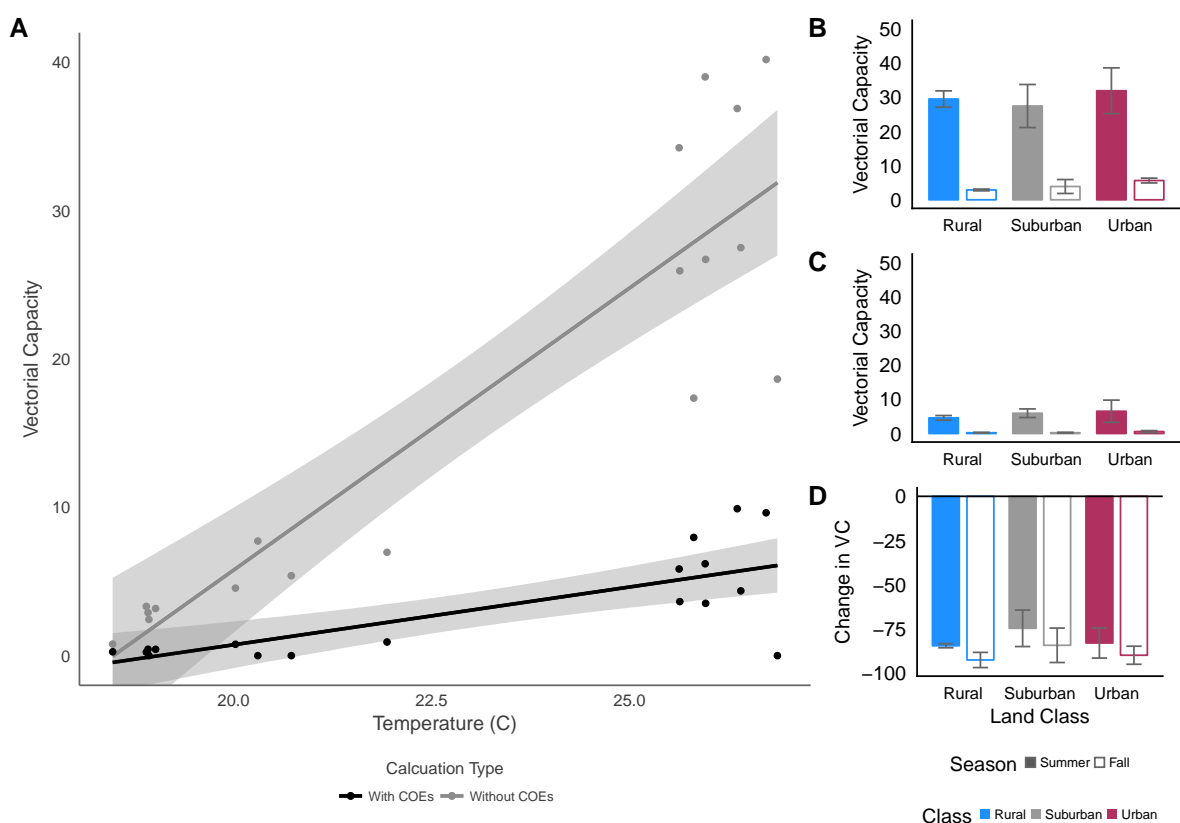 A
Vectorial Capacity
40
30
20
10
0
20.0 22.5 25.0
Temperature (C)
Calcuation Type
With COEs Without COEs
B
Vectorial Capacity
50
40
30
20
10
0
Rural Suburban Urban
C
Vectorial Capacity
50
40
30
20
10
0
Rural Suburban Urban
D
Change in VC
0
−25
−50
−75
−100
Rural Suburban Urban
Land Class
Season Summer Fall
Class Rural Suburban Urban